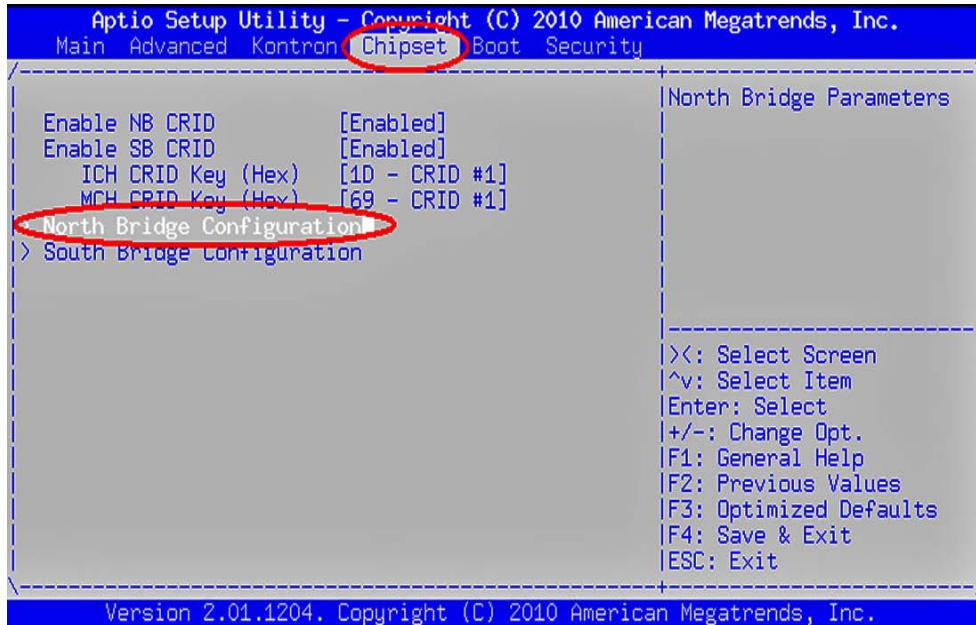 Aptio Setup Utility – Copyright (C) 2010 American Megatrends, Inc.
Main Advanced Kontron Chipset Boot Security
North Bridge Parameters
Enable NB CRID [Enabled]
Enable SB CRID [Enabled]
ICH CRID Key (Hex) [1D – CRID #1]
MCH CRID Key (Hex) [69 – CRID #1]
> North Bridge Configuration
> South Bridge Configuration
><: Select Screen
^v: Select Item
Enter: Select
+/-: Change Opt.
F1: General Help
F2: Previous Values
F3: Optimized Defaults
F4: Save & Exit
ESC: Exit
Version 2.01.1204. Copyright (C) 2010 American Megatrends, Inc.